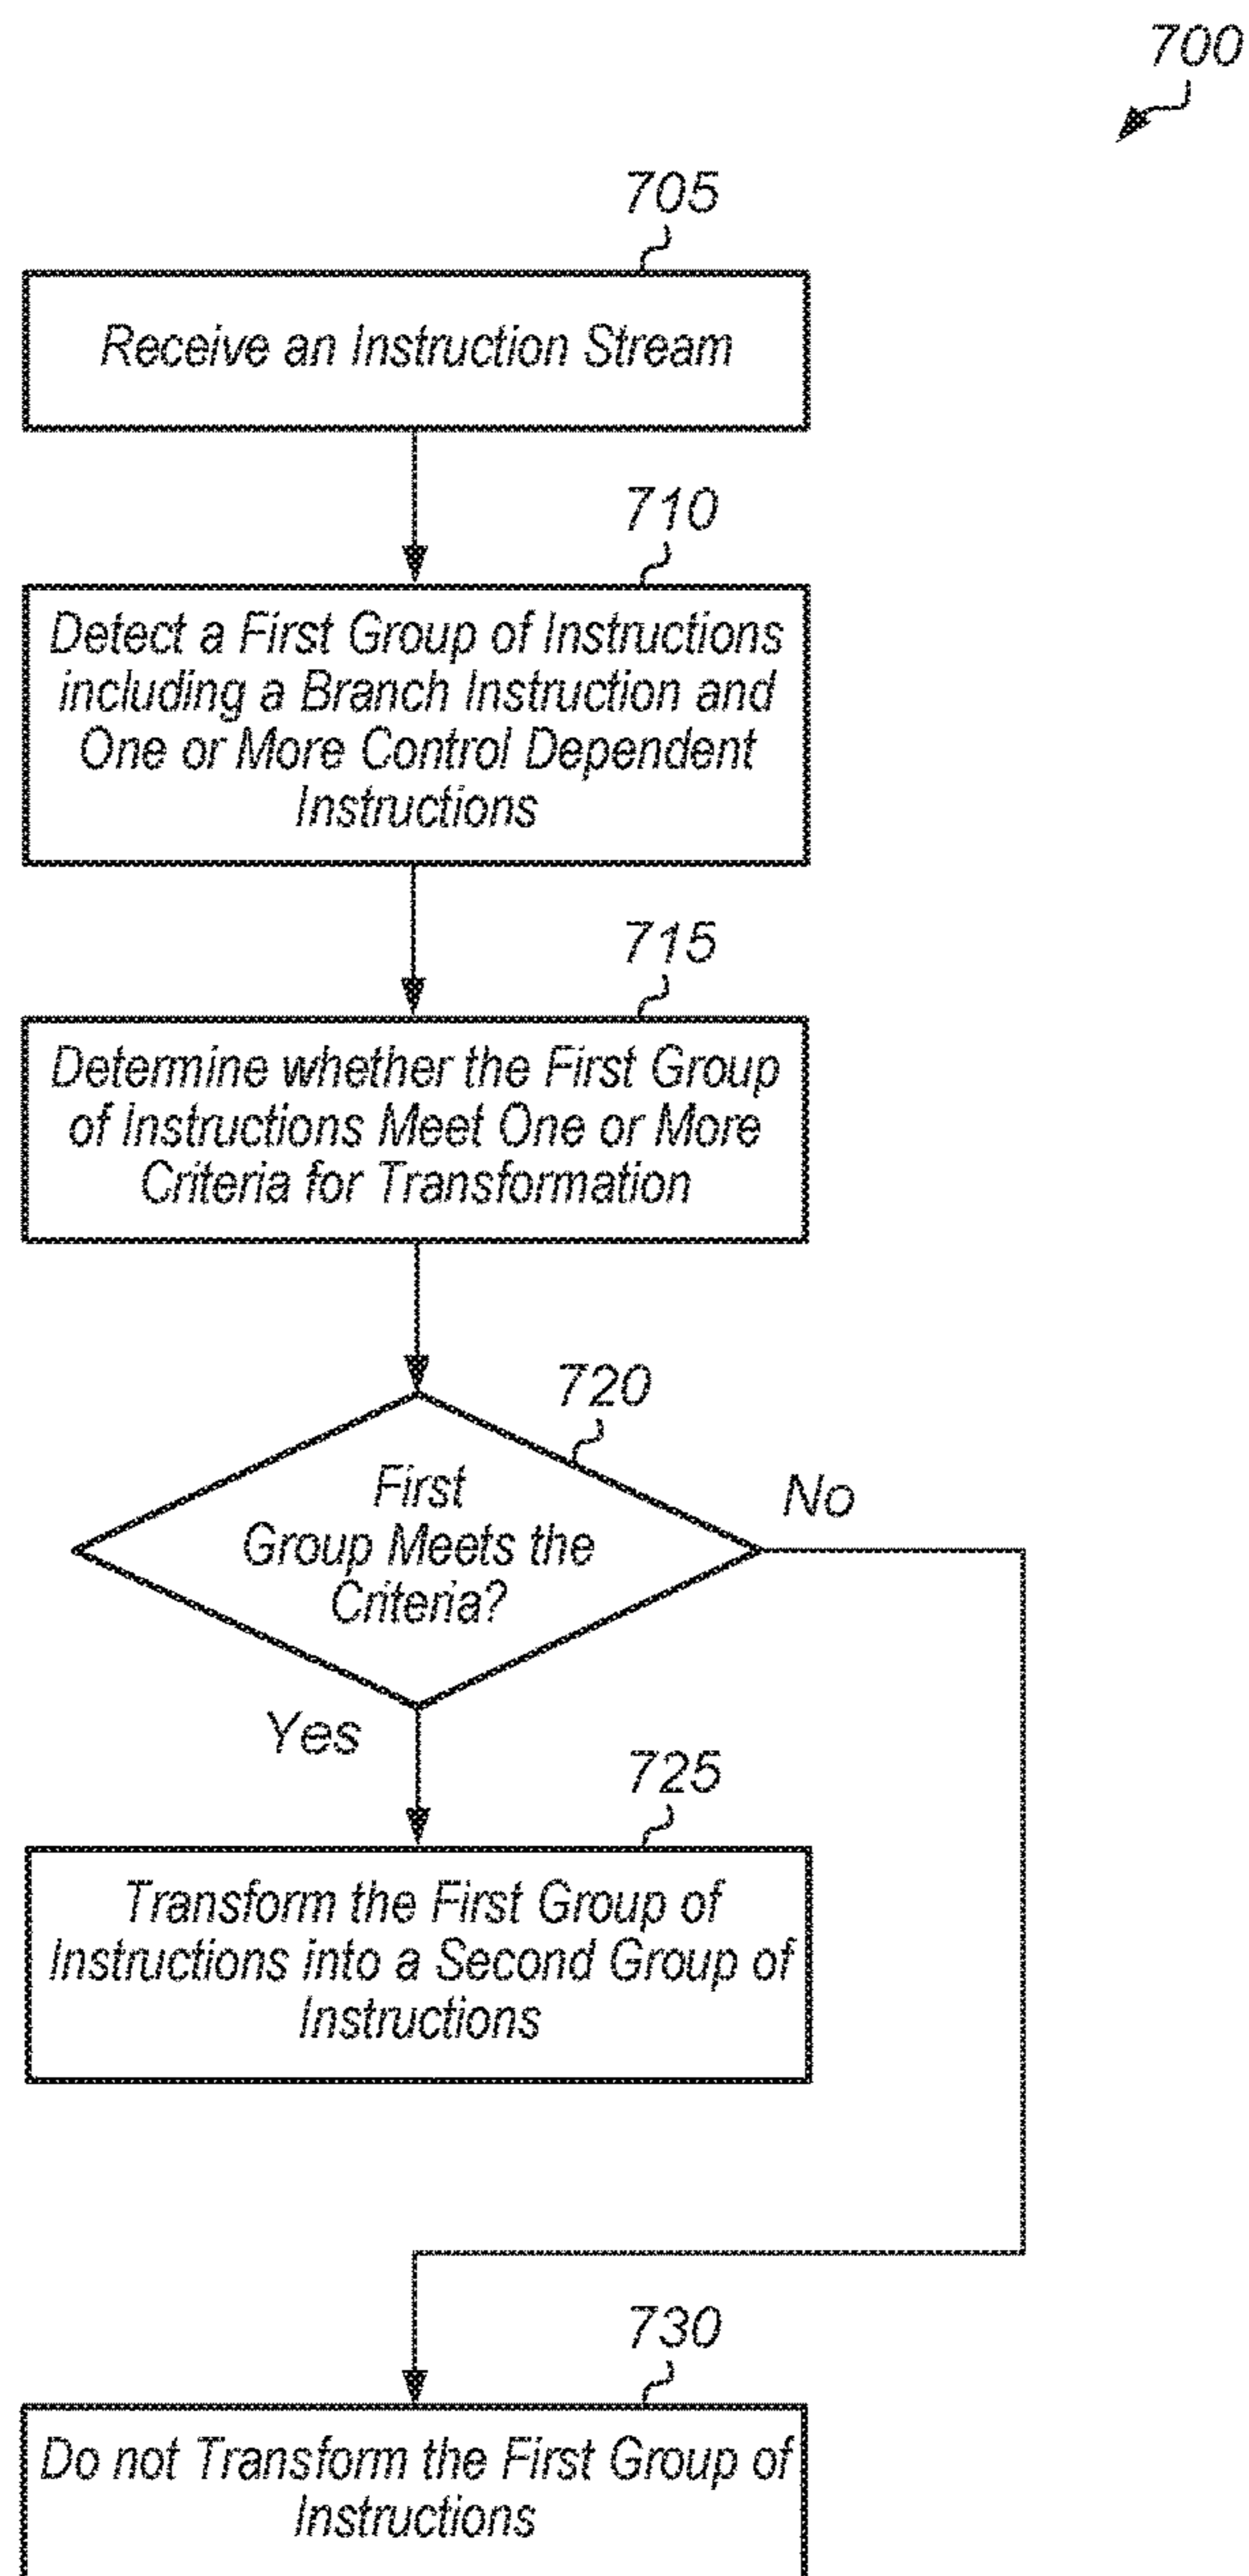 700
705
Receive an Instruction Stream
710
Detect a First Group of Instructions
including a Branch Instruction and
One or More Control Dependent
Instructions
715
Determine whether the First Group
of Instructions Meet One or More
Criteria for Transformation
720
First
Group Meets the
Criteria?
No
Yes
725
Transform the First Group of
Instructions into a Second Group of
Instructions
730
Do not Transform the First Group of
Instructions